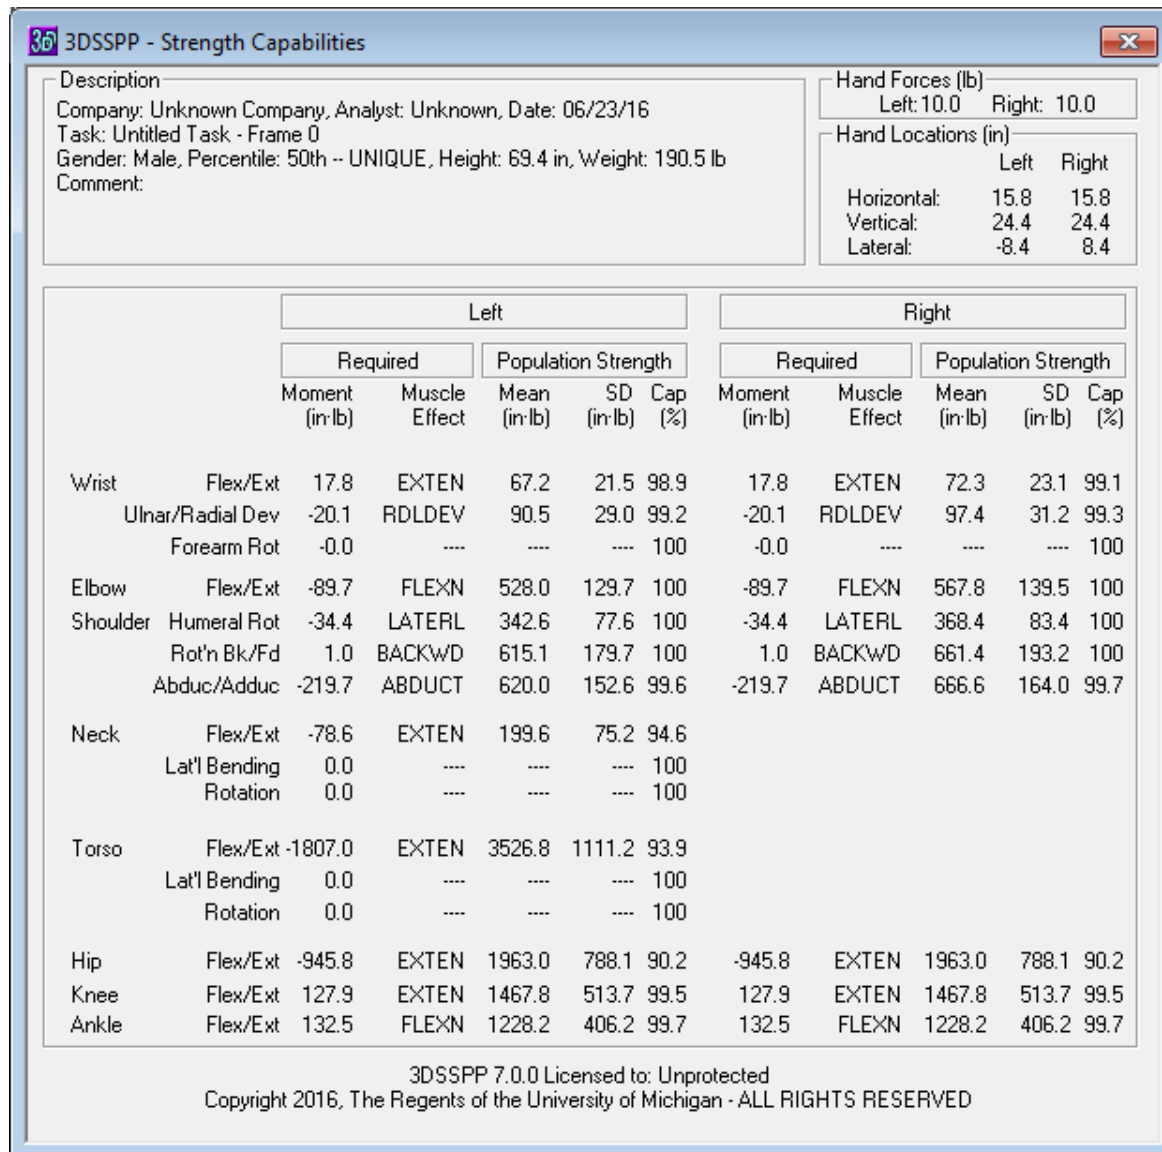 3D 3DSSPP - Strength Capabilities
Description
Company: Unknown Company, Analyst: Unknown, Date: 06/23/16
Task: Untitled Task - Frame 0
Gender: Male, Percentile: 50th -- UNIQUE, Height: 69.4 in, Weight: 190.5 lb
Comment:
Hand Forces (lb)
Left: 10.0 Right: 10.0
Hand Locations (in)
Left Right
Horizontal: 15.8 15.8
Vertical: 24.4 24.4
Lateral: -8.4 8.4
Left Right
Required Population Strength Required Population Strength
Moment Muscle Mean SD Cap Moment Muscle Mean SD Cap
(in·lb) Effect (in·lb) (in·lb) (%) (in·lb) Effect (in·lb) (in·lb) (%)
Wrist Flex/Ext 17.8 EXTEN 67.2 21.5 98.9 17.8 EXTEN 72.3 23.1 99.1
Ulnar/Radial Dev -20.1 RDLDEV 90.5 29.0 99.2 -20.1 RDLDEV 97.4 31.2 99.3
Forearm Rot -0.0 ---- ---- ---- 100 -0.0 ---- ---- ---- 100
Elbow Flex/Ext -89.7 FLEXN 528.0 129.7 100 -89.7 FLEXN 567.8 139.5 100
Shoulder Humeral Rot -34.4 LATERL 342.6 77.6 100 -34.4 LATERL 368.4 83.4 100
Rot'n Bk/Fd 1.0 BACKWD 615.1 179.7 100 1.0 BACKWD 661.4 193.2 100
Abduc/Adduc -219.7 ABDUCT 620.0 152.6 99.6 -219.7 ABDUCT 666.6 164.0 99.7
Neck Flex/Ext -78.6 EXTEN 199.6 75.2 94.6
Lat'l Bending 0.0 ---- ---- ---- 100
Rotation 0.0 ---- ---- ---- 100
Torso Flex/Ext -1807.0 EXTEN 3526.8 1111.2 93.9
Lat'l Bending 0.0 ---- ---- ---- 100
Rotation 0.0 ---- ---- ---- 100
Hip Flex/Ext -945.8 EXTEN 1963.0 788.1 90.2 -945.8 EXTEN 1963.0 788.1 90.2
Knee Flex/Ext 127.9 EXTEN 1467.8 513.7 99.5 127.9 EXTEN 1467.8 513.7 99.5
Ankle Flex/Ext 132.5 FLEXN 1228.2 406.2 99.7 132.5 FLEXN 1228.2 406.2 99.7
3DSSPP 7.0.0 Licensed to: Unprotected
Copyright 2016, The Regents of the University of Michigan - ALL RIGHTS RESERVED